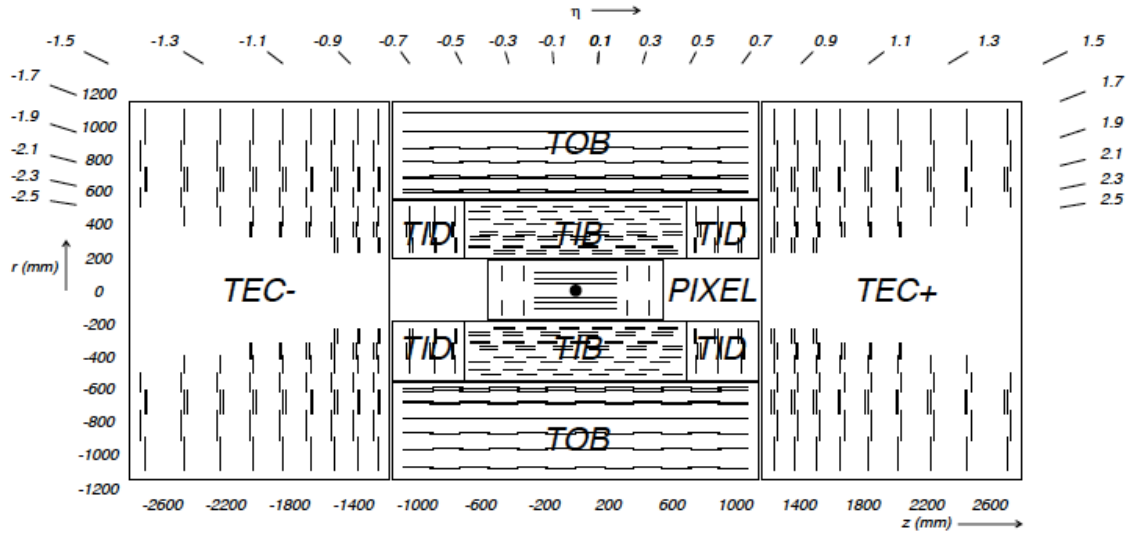 η
-1.5 -1.3 -1.1 -0.9 -0.7 -0.5 -0.3 -0.1 0.1 0.3 0.5 0.7 0.9 1.1 1.3 1.5
-1.7 1.7
1200
-1.9 1000 1.9
-2.1 800 TOB 2.1
-2.3 600 2.3
-2.5 400 2.5
TID TIB TID
r (mm) 200
0 TEC- PIXEL TEC+
-200
-400 TID TIB TID
-600
-800 TOB
-1000
-1200
-2600 -2200 -1800 -1400 -1000 -600 -200 200 600 1000 1400 1800 2200 2600
z (mm)